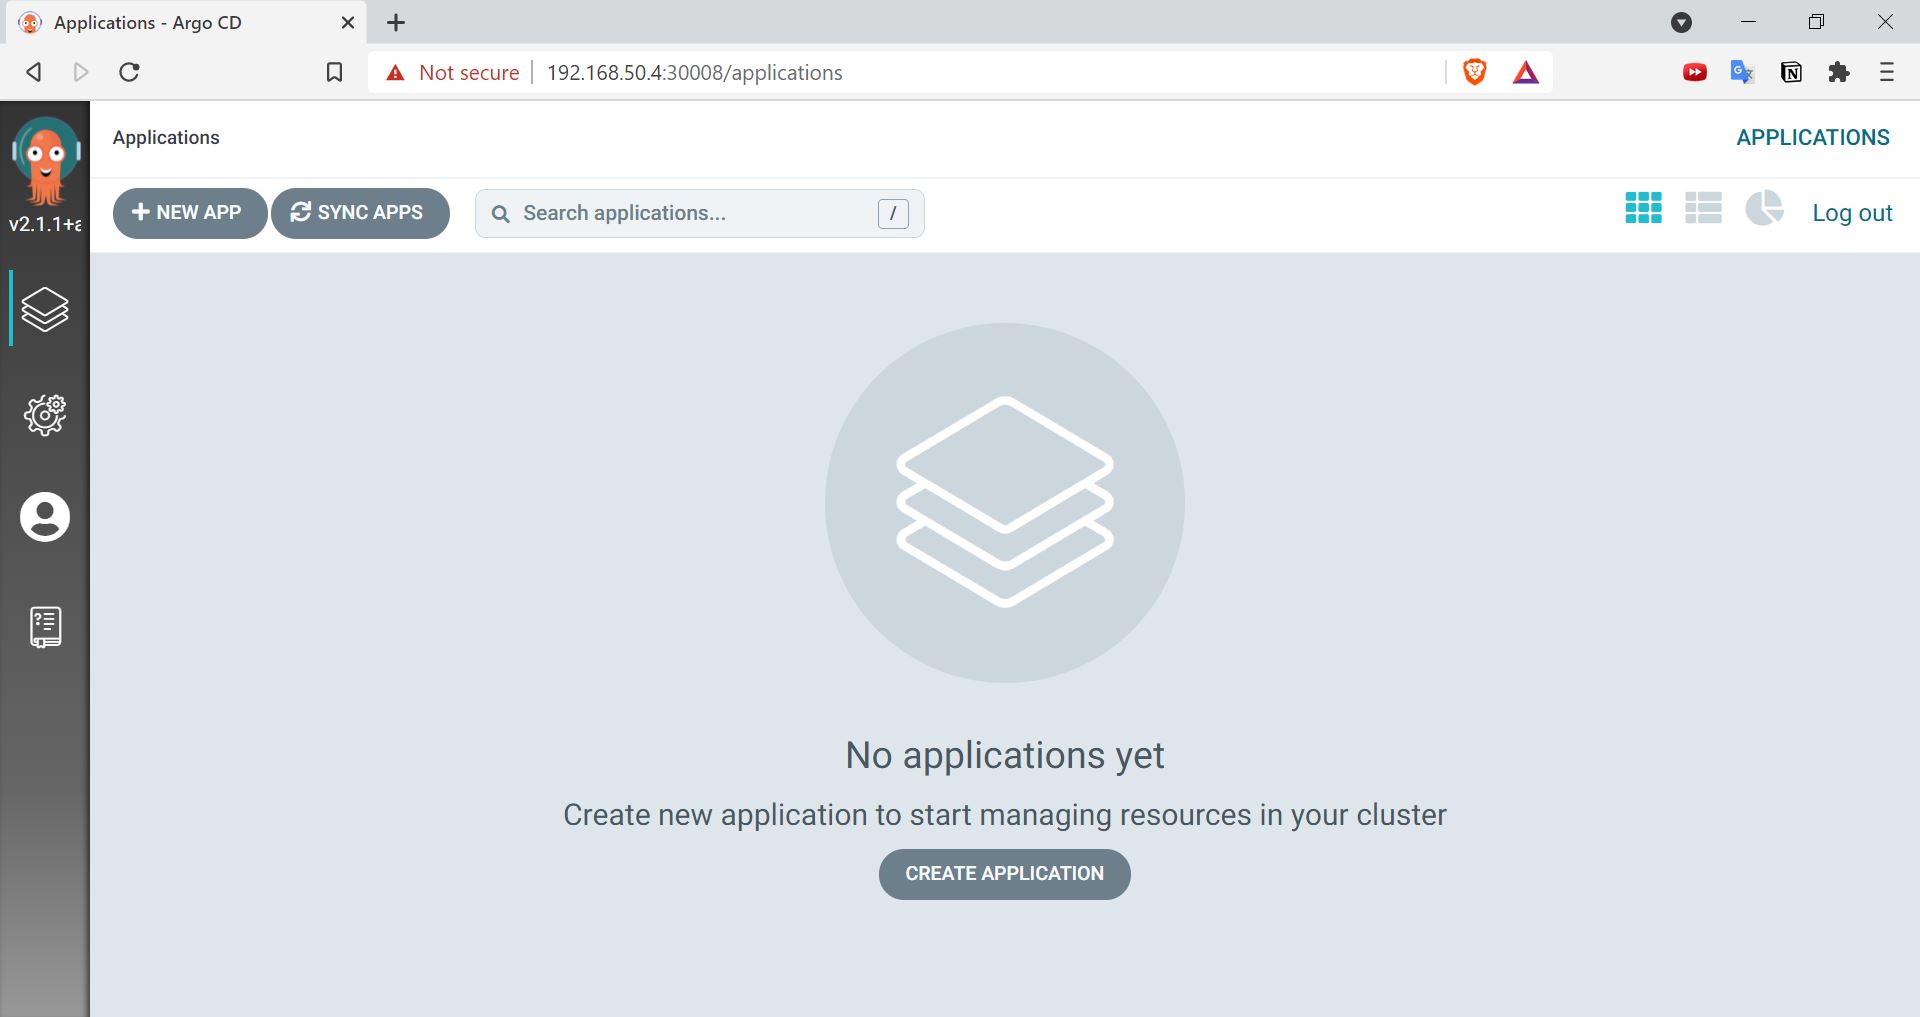 Applications - Argo CD
Not secure 192.168.50.4:30008/applications
Applications
APPLICATIONS
v2.1.1+a
NEW APP
SYNC APPS
Search applications...
/
Log out
No applications yet
Create new application to start managing resources in your cluster
CREATE APPLICATION